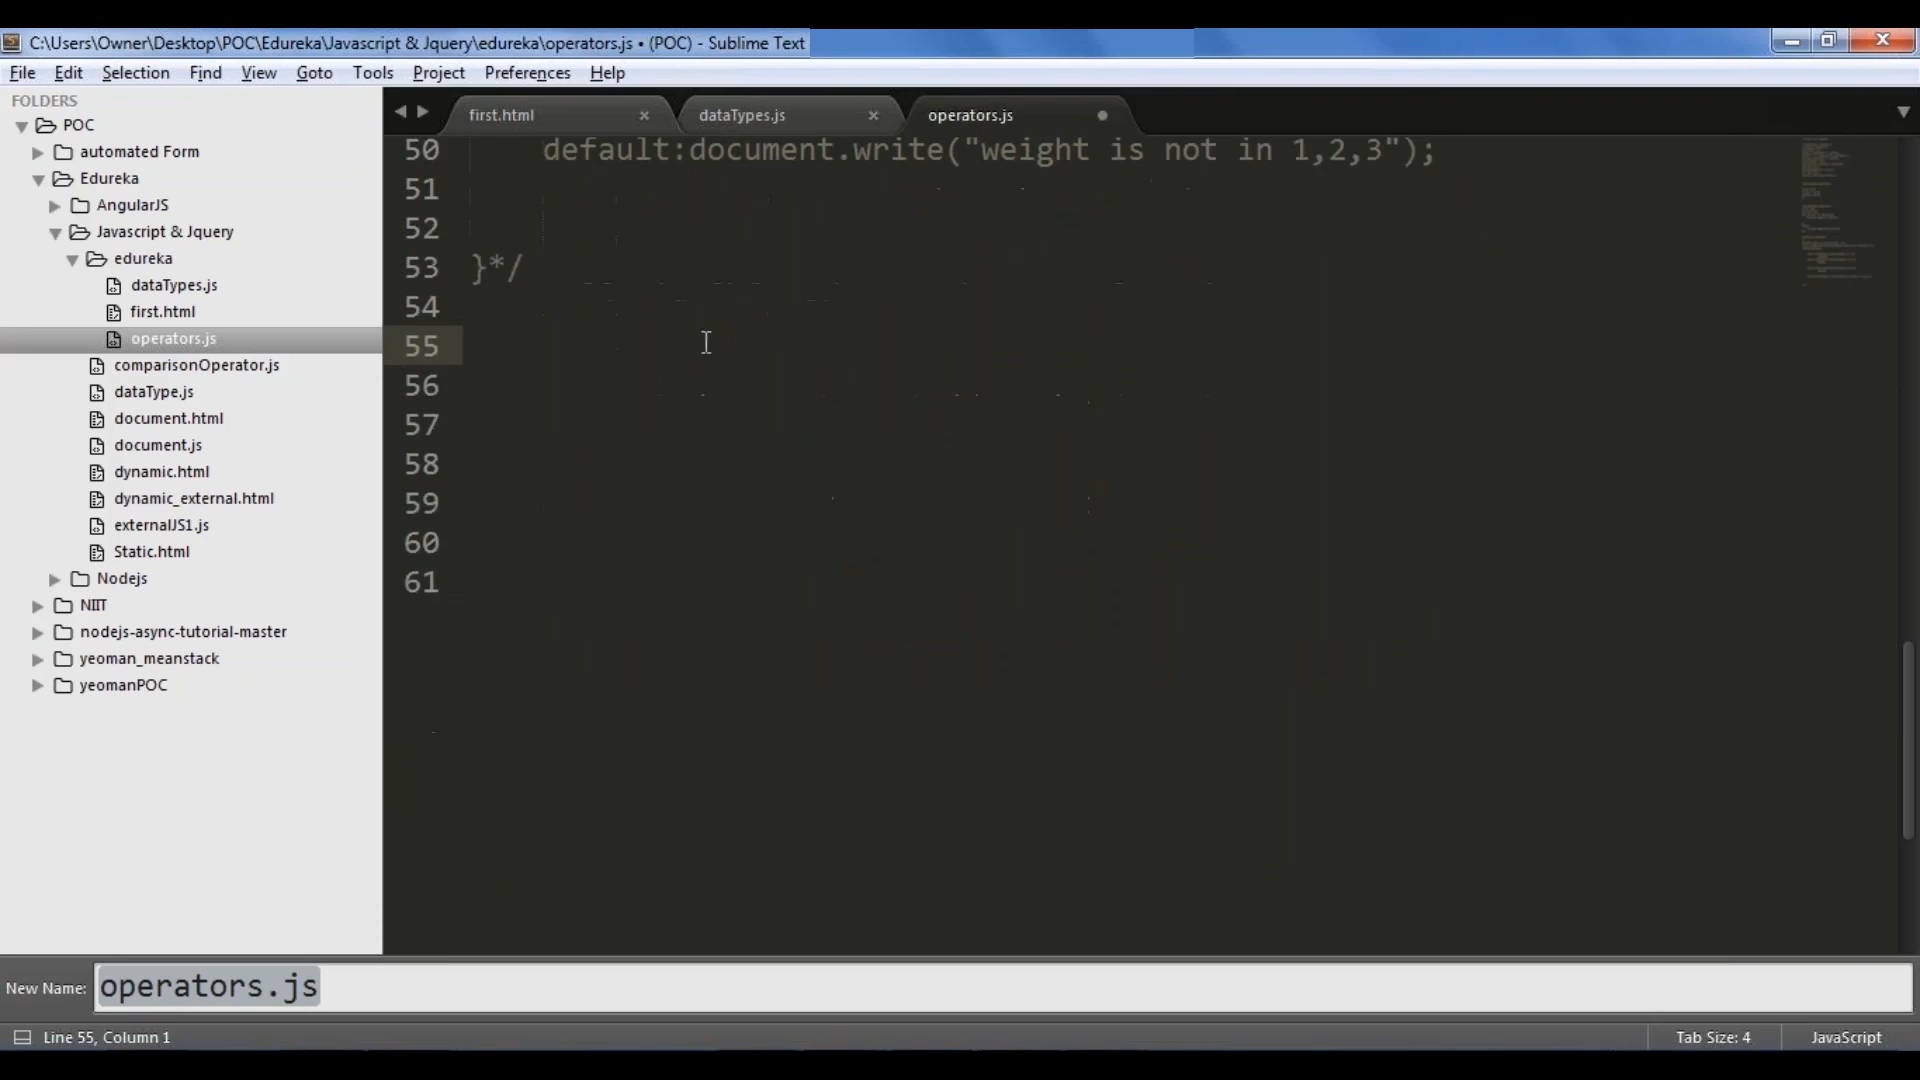 C:\Users\Owner\Desktop\POC\Edureka\Javascript & Jquery\edureka\operators.js • (POC) - Sublime Text
File Edit Selection Find View Goto Tools Project Preferences Help
FOLDERS
POC
automated Form
Edureka
AngularJS
Javascript & Jquery
edureka
dataTypes.js
first.html
operators.js
comparisonOperator.js
dataType.js
document.html
document.js
dynamic.html
dynamic_external.html
externalJS1.js
Static.html
Nodejs
NIIT
nodejs-async-tutorial-master
yeoman_meanstack
yeomanPOC
first.html dataTypes.js operators.js
50 default:document.write("weight is not in 1,2,3");
51
52
53 }*/
54
55
56
57
58
59
60
61
New Name: operators.js
Line 55, Column 1 Tab Size: 4 JavaScript